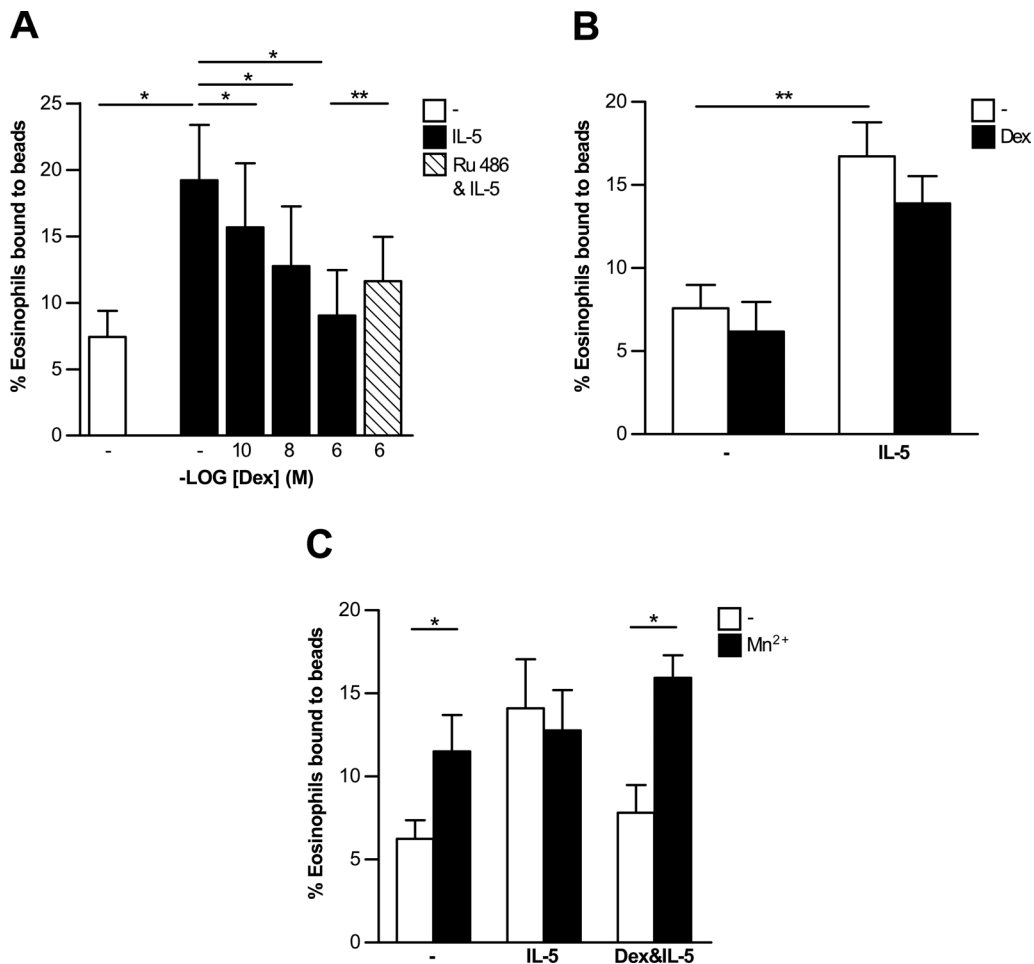 A
% Eosinophils bound to beads
25
20
15
10
5
0
*
*
*
*
**
-
IL-5
Ru 486
& IL-5
- - 10 8 6 6
-LOG [Dex] (M)
B
% Eosinophils bound to beads
20
15
10
5
0
**
-
Dex
- IL-5
C
% Eosinophils bound to beads
20
15
10
5
0
*
*
-
Mn2+
- IL-5 Dex&IL-5